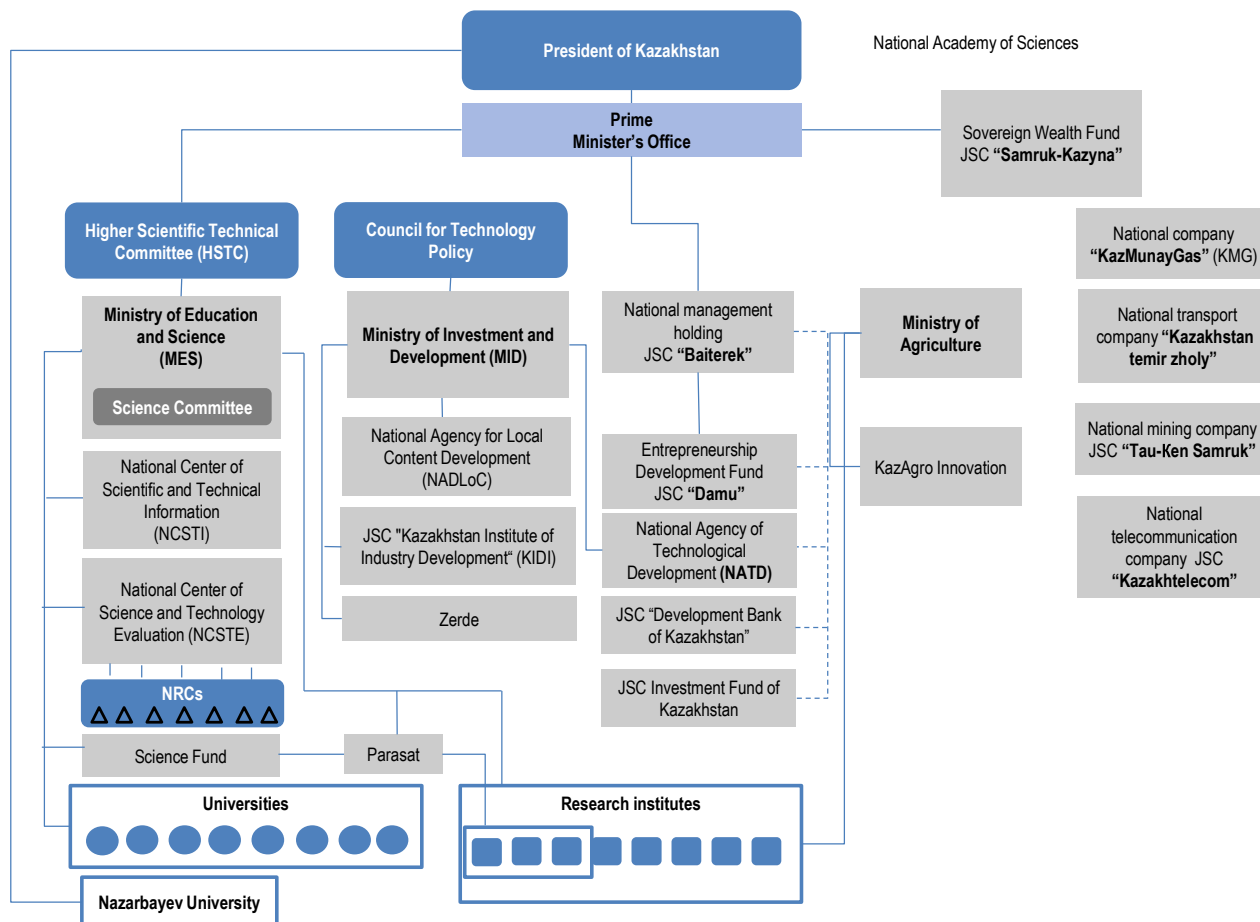 President of Kazakhstan
National Academy of Sciences
Prime
Minister’s Office
Sovereign Wealth Fund
JSC “Samruk-Kazyna”
Higher Scientific Technical
Committee (HSTC)
Council for Technology
Policy
National company
“KazMunayGas” (KMG)
Ministry of Education
and Science
(MES)
Science Committee
Ministry of Investment and
Development (MID)
National management
holding
JSC “Baiterek”
Ministry of
Agriculture
National transport
company “Kazakhstan
temir zholy”
National Agency for Local
Content Development
(NADLoC)
Entrepreneurship
Development Fund
JSC “Damu”
KazAgro Innovation
National mining company
JSC “Tau-Ken Samruk”
National Center of
Scientific and Technical
Information
(NCSTI)
JSC "Kazakhstan Institute of
Industry Development“ (KIDI)
National Agency of
Technological
Development (NATD)
National
telecommunication
company JSC
“Kazakhtelecom”
National Center of
Science and Technology
Evaluation (NCSTE)
Zerde
JSC “Development Bank
of Kazakhstan”
NRCs
JSC Investment Fund of
Kazakhstan
Science Fund
Parasat
Universities
Research institutes
Nazarbayev University